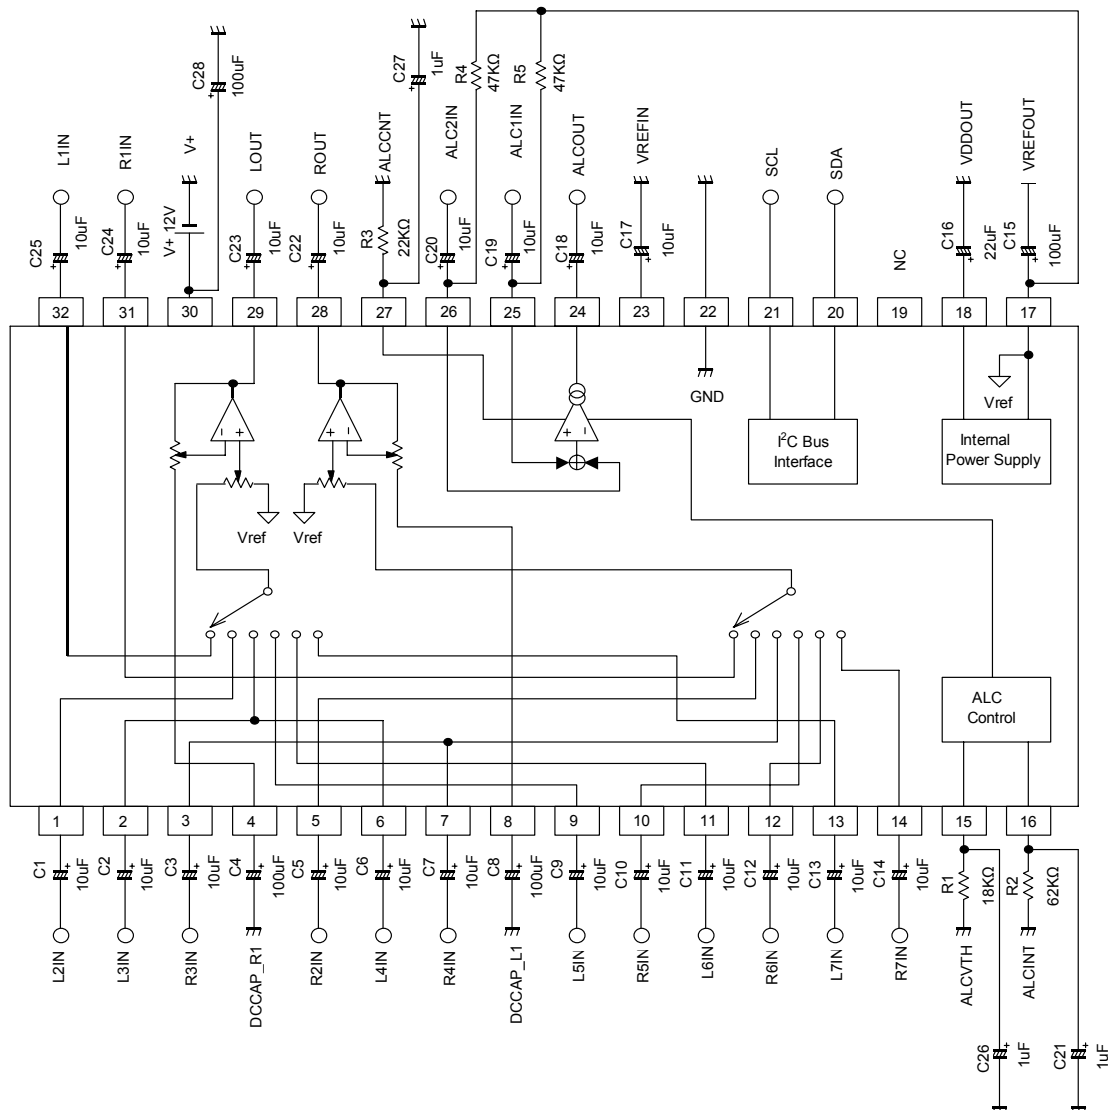 L1IN
C25
10uF
R1IN
C24
10uF
V+
V+ 12V
C28
100uF
LOUT
C23
10uF
ROUT
C22
10uF
ALCCNT
R3
22KΩ
C27
1uF
ALC2IN
C20
10uF
R4
47KΩ
ALC1IN
C19
10uF
R5
47KΩ
ALCOUT
C18
10uF
VREFIN
C17
10uF
SCL
SDA
NC
VDDOUT
C16
22uF
VREFOUT
C15
100uF
32
31
30
29
28
27
26
25
24
23
22
21
20
19
18
17
GND
Vref
I2C Bus
Interface
Internal
Power Supply
Vref
Vref
ALC
Control
1
2
3
4
5
6
7
8
9
10
11
12
13
14
15
16
C1
10uF
L2IN
C2
10uF
L3IN
C3
10uF
R3IN
C4
100uF
DCCAP_R1
C5
10uF
R2IN
C6
10uF
L4IN
C7
10uF
R4IN
C8
100uF
DCCAP_L1
C9
10uF
L5IN
C10
10uF
R5IN
C11
10uF
L6IN
C12
10uF
R6IN
C13
10uF
L7IN
C14
10uF
R7IN
R1
18KΩ
ALCVTH
R2
62KΩ
ALCINT
C26
1uF
C21
1uF